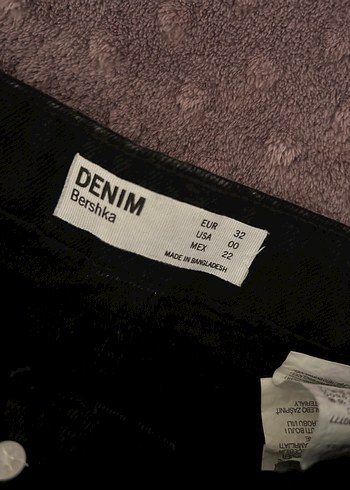 DENIM
Bershka
EUR 32
USA 00
MEX 22
MADE IN BANGLADESH